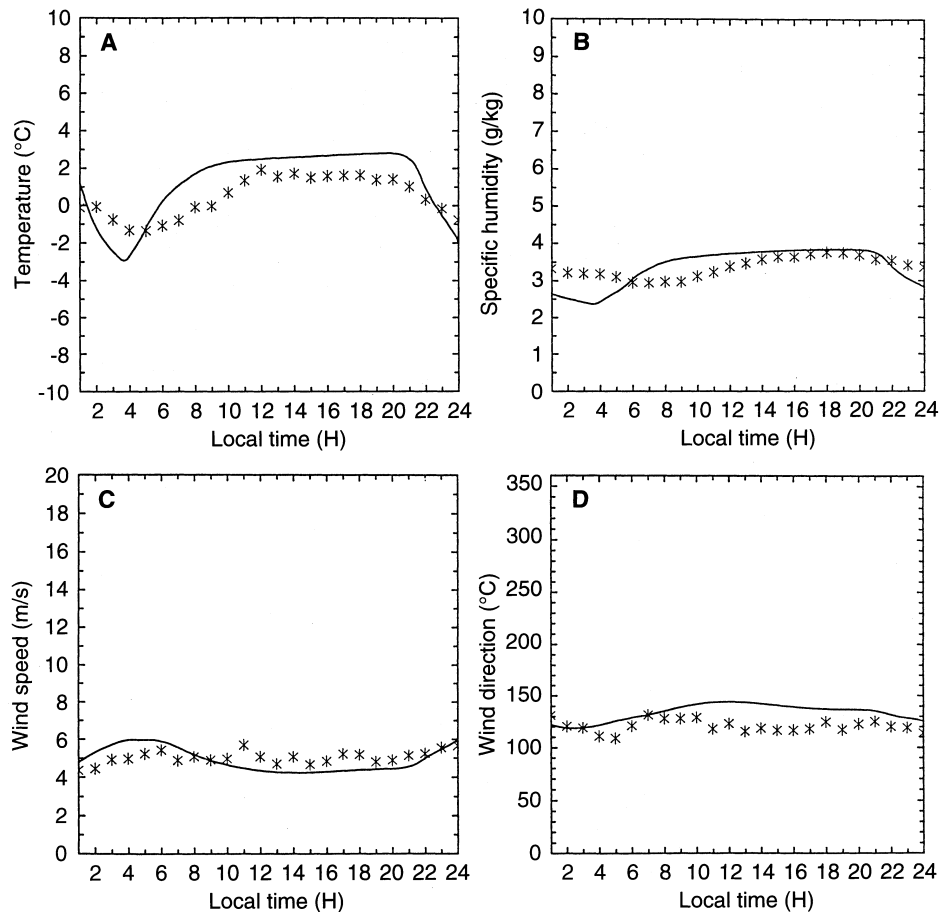 A
Temperature (°C)
10
8
6
4
2
0
-2
-4
-6
-8
-10
2 4 6 8 10 12 14 16 18 20 22 24
Local time (H)
B
Specific humidity (g/kg)
10
9
8
7
6
5
4
3
2
1
0
2 4 6 8 10 12 14 16 18 20 22 24
Local time (H)
C
Wind speed (m/s)
20
18
16
14
12
10
8
6
4
2
0
2 4 6 8 10 12 14 16 18 20 22 24
Local time (H)
D
Wind direction (°C)
350
300
250
200
150
100
50
0
2 4 6 8 10 12 14 16 18 20 22 24
Local time (H)